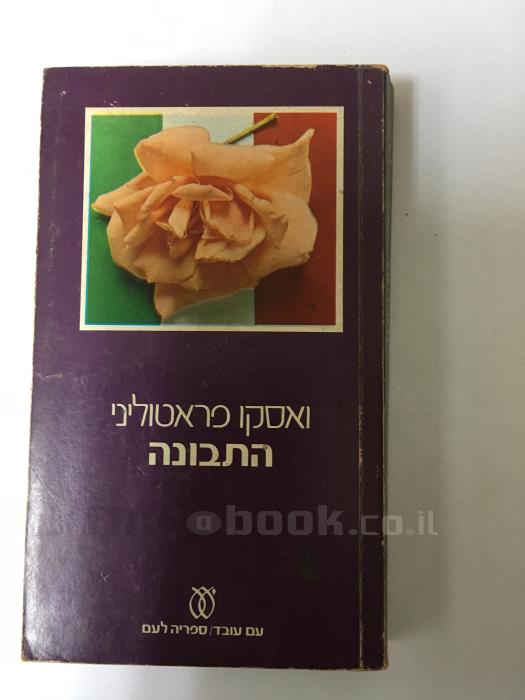 ואסקו פראטוליני
התבונה
book.co.il
עם עובד/ספריה לעם